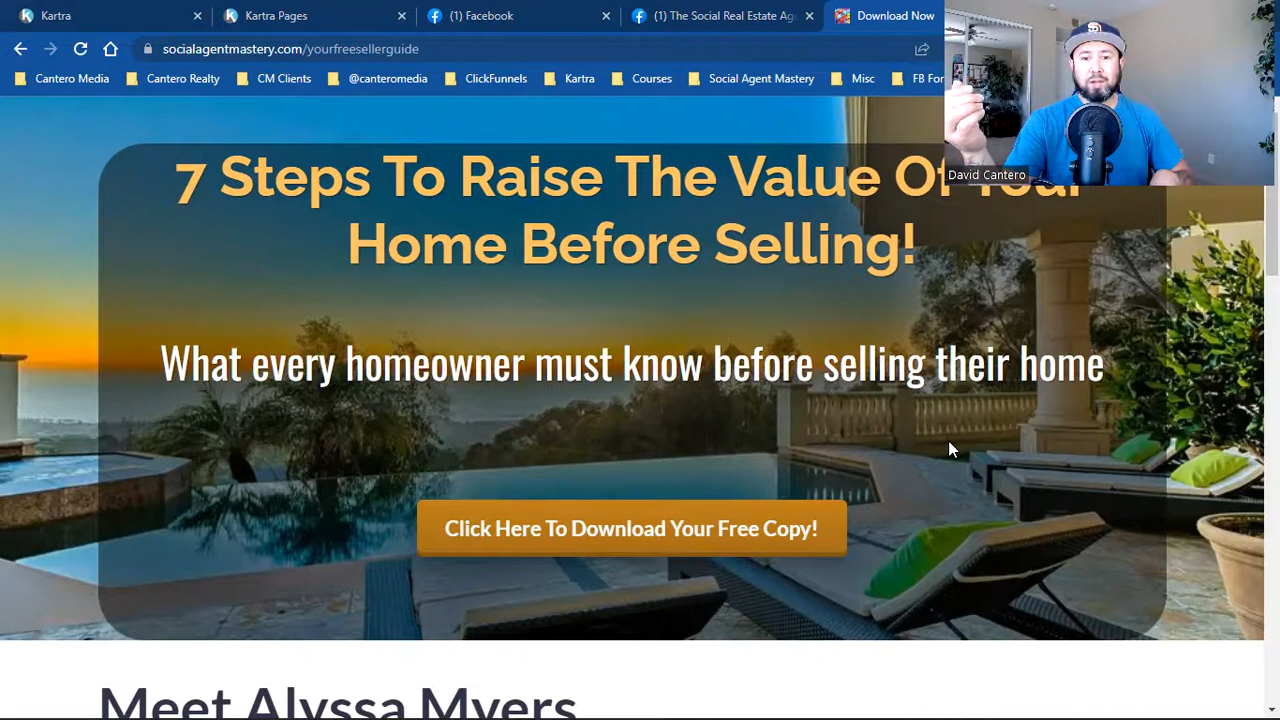 Kartra
Kartra Pages
(1) Facebook
(1) The Social Real Estate Ag
Download Now
socialagentmastery.com/yourfreesellerguide
Cantero Media
Cantero Realty
CM Clients
@canteromedia
ClickFunnels
Kartra
Courses
Social Agent Mastery
Misc
FB For
David Cantero
7 Steps To Raise The Value Of Your
Home Before Selling!
What every homeowner must know before selling their home
Click Here To Download Your Free Copy!
Meet Alyssa Myers